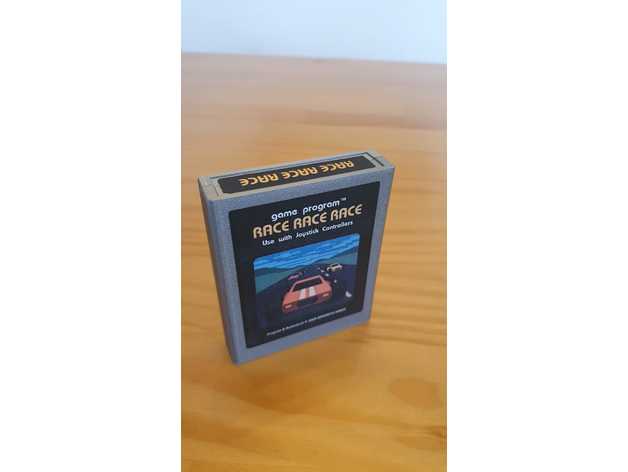 RACE RACE RACE
game program™
RACE RACE RACE
Use with Joystick Controllers